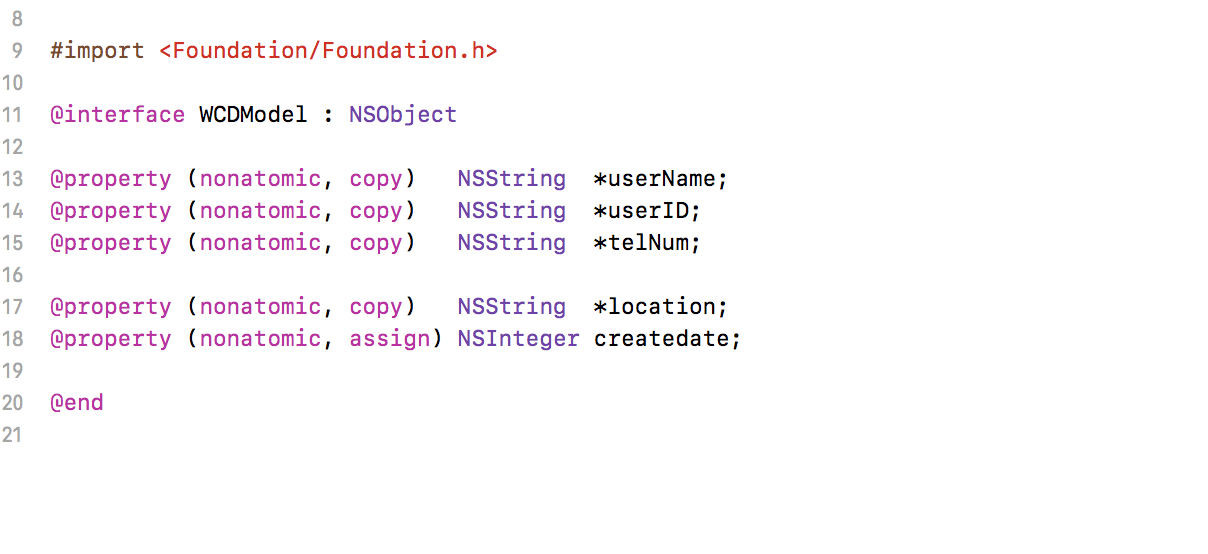 8
9 #import <Foundation/Foundation.h>
10
11 @interface WCDModel : NSObject
12
13 @property (nonatomic, copy)   NSString  *userName;
14 @property (nonatomic, copy)   NSString  *userID;
15 @property (nonatomic, copy)   NSString  *telNum;
16
17 @property (nonatomic, copy)   NSString  *location;
18 @property (nonatomic, assign) NSInteger createdate;
19
20 @end
21